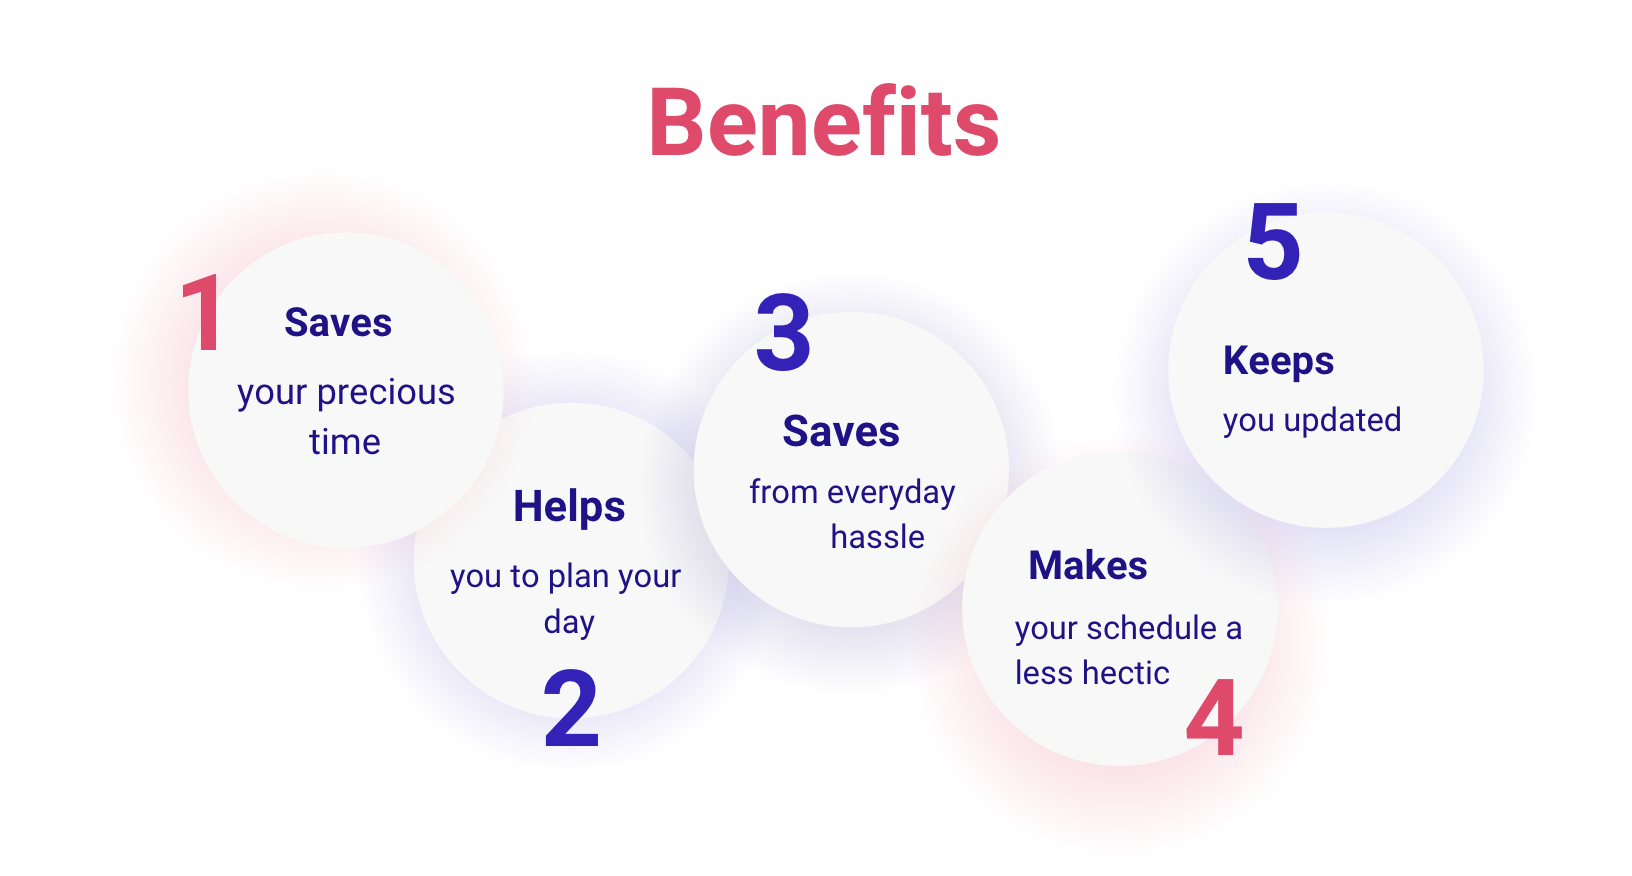 Benefits
1
Saves
your precious
time
2
Helps
you to plan your
day
3
Saves
from everyday
hassle
4
Makes
your schedule a
less hectic
5
Keeps
you updated